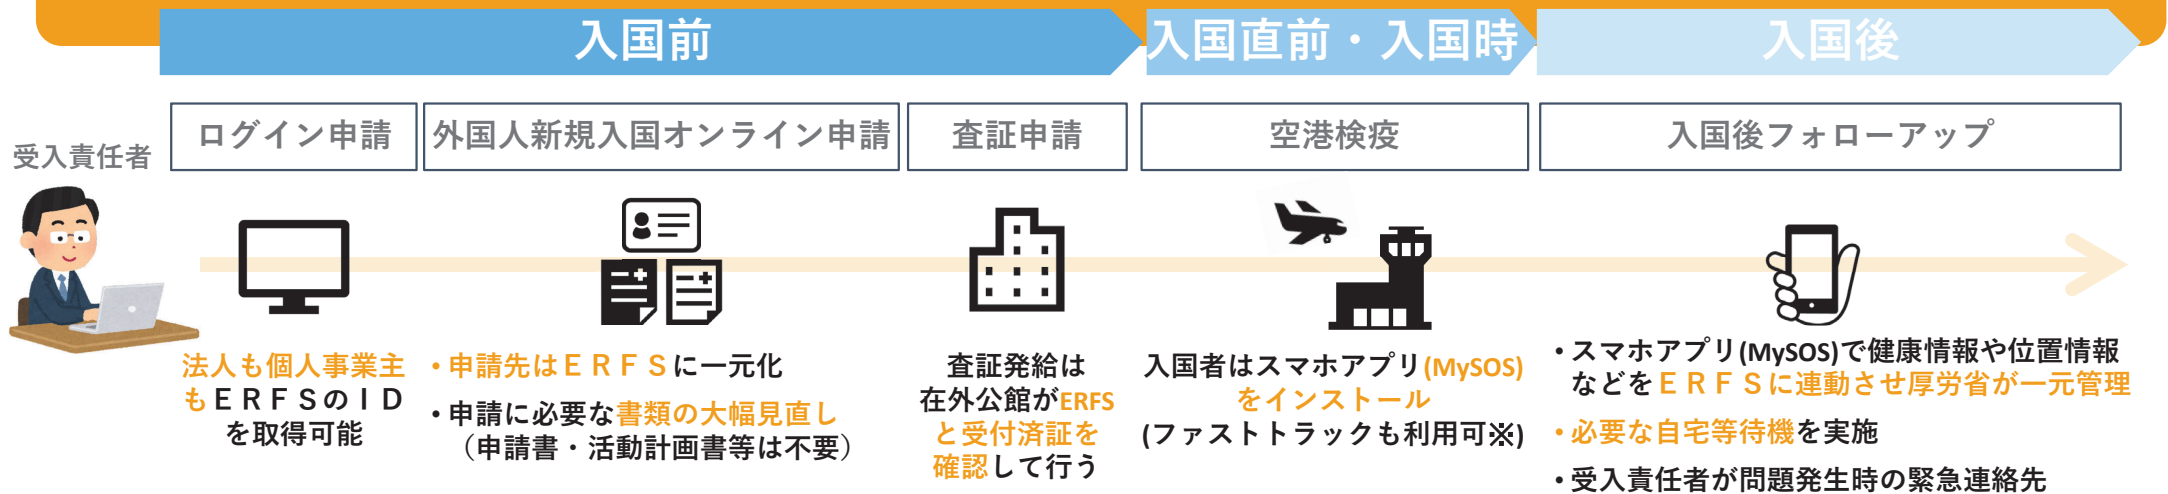 入国前
入国直前・入国時
入国後
受入責任者
ログイン申請
外国人新規入国オンライン申請
査証申請
空港検疫
入国後フォローアップ
法人も個人事業主
もＥＲＦＳのＩＤ
を取得可能
・申請先はＥＲＦＳに一元化
・申請に必要な書類の大幅見直し
（申請書・活動計画書等は不要）
査証発給は
在外公館がERFS
と受付済証を
確認して行う
入国者はスマホアプリ(MySOS)
をインストール
(ファストトラックも利用可※)
・スマホアプリ(MySOS)で健康情報や位置情報
などをＥＲＦＳに連動させ厚労省が一元管理
・必要な自宅等待機を実施
・受入責任者が問題発生時の緊急連絡先